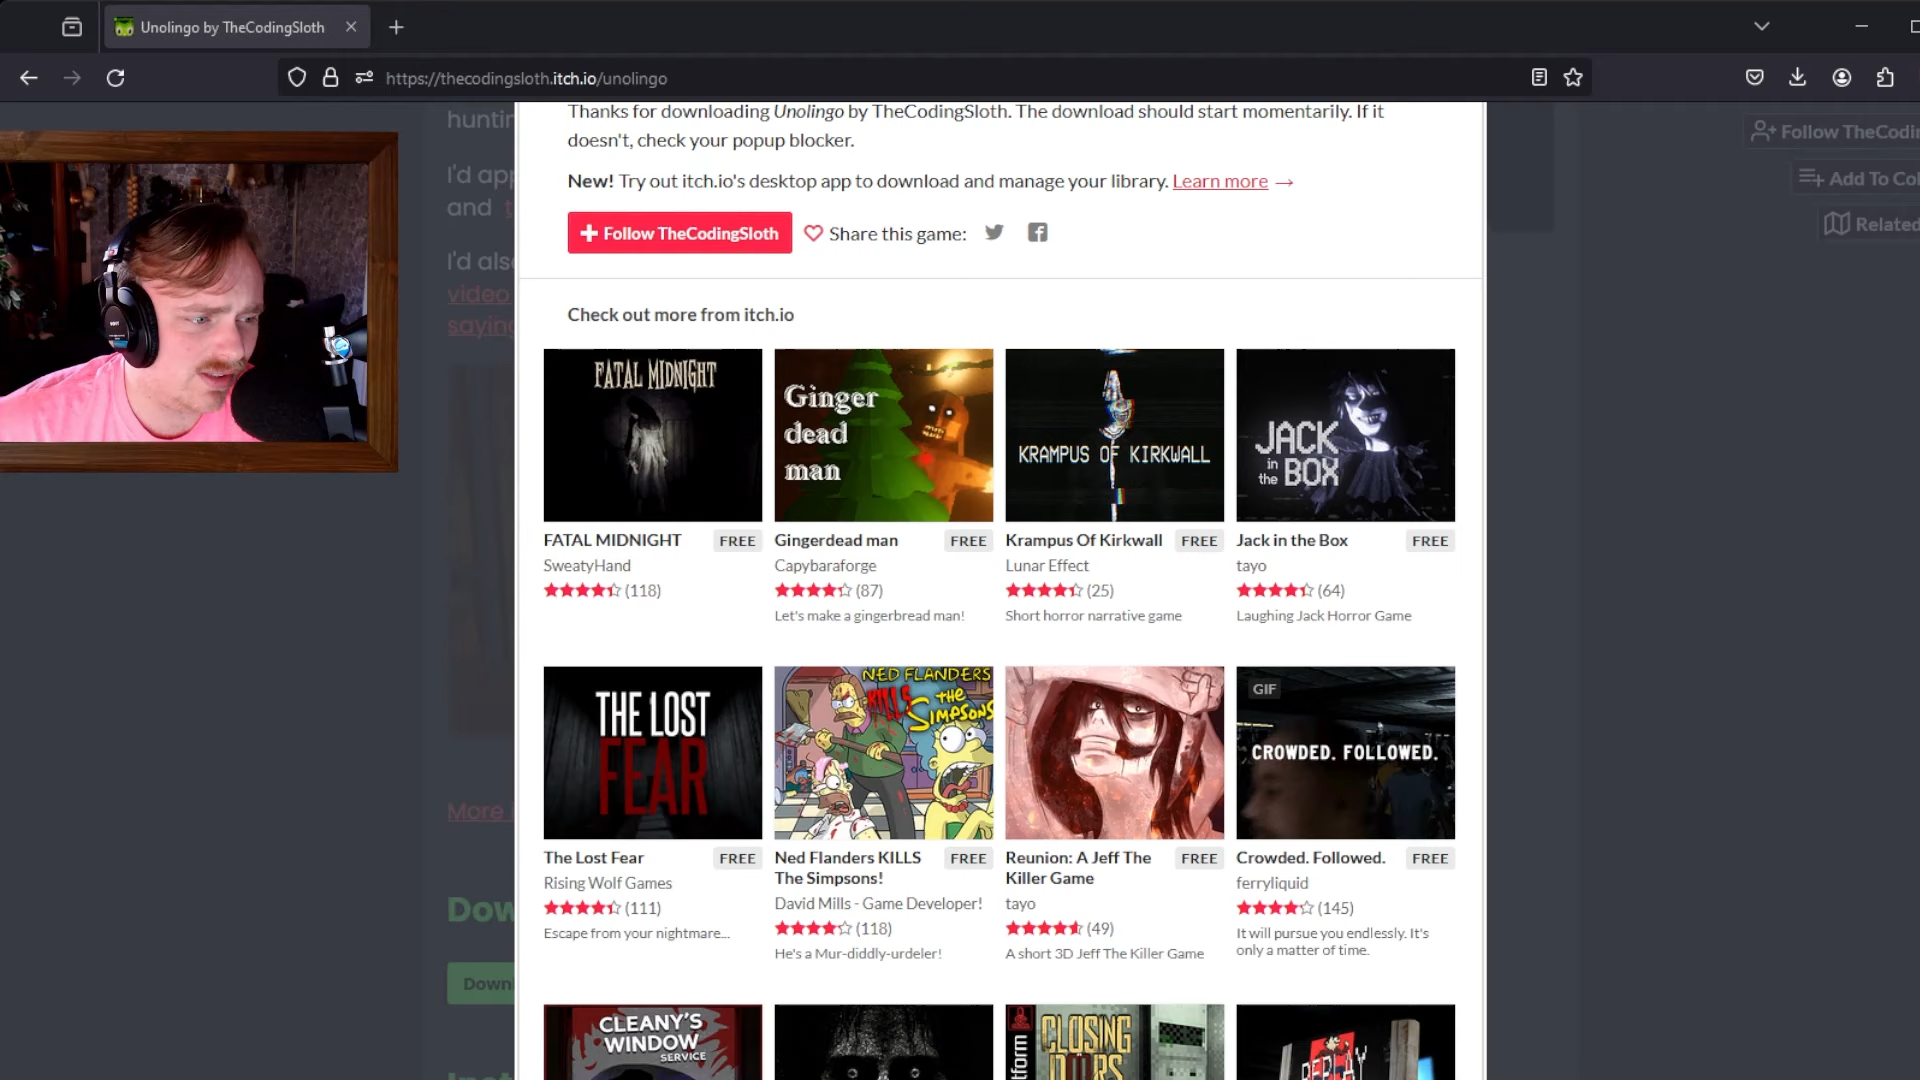 Unolingo by TheCodingSloth
https://thecodingsloth.itch.io/unolingo
Thanks for downloading Unolingo by TheCodingSloth. The download should start momentarily. If it
doesn't, check your popup blocker.
New! Try out itch.io's desktop app to download and manage your library. Learn more →
Follow TheCodingSloth
Share this game:
Check out more from itch.io
FATAL MIDNIGHT
Ginger
dead
man
KRAMPUS OF KIRKWALL
JACK
in
the BOX
FATAL MIDNIGHT FREE
SweatyHand
(118)
Gingerdead man FREE
Capybaraforge
(87)
Let's make a gingerbread man!
Krampus Of Kirkwall FREE
Lunar Effect
(25)
Short horror narrative game
Jack in the Box FREE
tayo
(64)
Laughing Jack Horror Game
THE LOST
FEAR
NED FLANDERS
KILLS THE
SIMPSONS
GIF
CROWDED. FOLLOWED.
The Lost Fear FREE
Rising Wolf Games
(111)
Escape from your nightmare...
Ned Flanders KILLS FREE
The Simpsons!
David Mills - Game Developer!
(118)
He's a Mur-diddly-urdeler!
Reunion: A Jeff The FREE
Killer Game
tayo
(49)
A short 3D Jeff The Killer Game
Crowded. Followed. FREE
ferryliquid
(145)
It will pursue you endlessly. It's
only a matter of time.
CLEANY'S
WINDOW
SERVICE
CLOSING
I'd also
and
video
saying
More
Follow TheCodin
Add To Col
Related